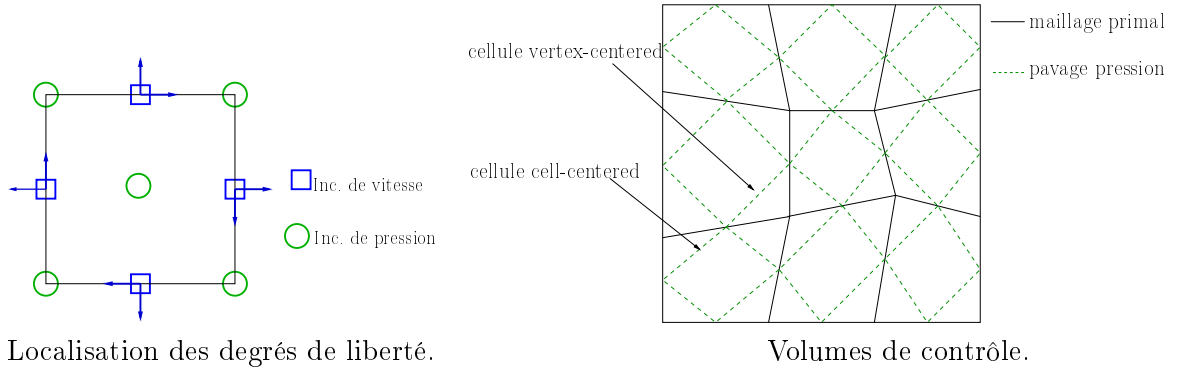 Inc. de vitesse
Inc. de pression
Localisation des degrés de liberté.
cellule vertex-centered
cellule cell-centered
maillage primal
pavage pression
Volumes de contrôle.